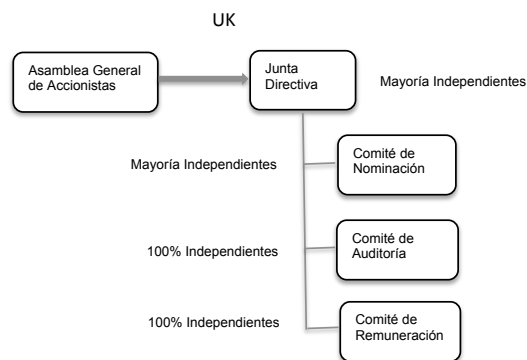 UK
Asamblea General
de Accionistas
Junta
Directiva
Mayoría Independientes
Mayoría Independientes
Comité de
Nominación
100% Independientes
Comité de
Auditoría
100% Independientes
Comité de
Remuneración